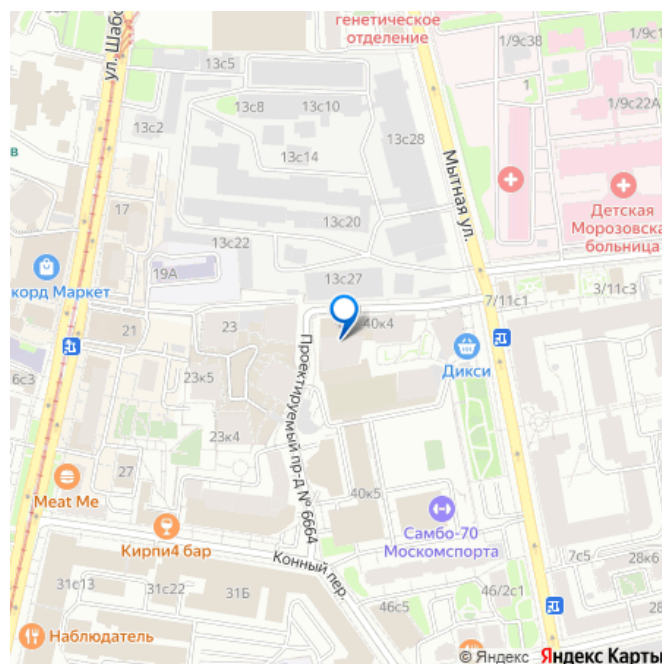 генетическое
отделение
ул. Шабо
1/9с38
1/9с1
13с5
1
13с8
13с10
1/9с22А
13с2
13с28
13с14
Мытная ул.
в
17
13с20
Детская
Морозовска
больница
13с22
19А
13с27
корд Маркет
7/11с1
3/11с3
21
23
40к4
Дикси
6с3
23к5
Проектируемый пр-д № 6664
23к4
27
Meat Me
40к5
Самбо-70
Москомспорта
Кирпи4 бар
Конный пер.
7с5
28к6
31с13
31с22
31Б
46/2с1
46с5
28
Наблюдатель
© Яндекс Яндекс Карты